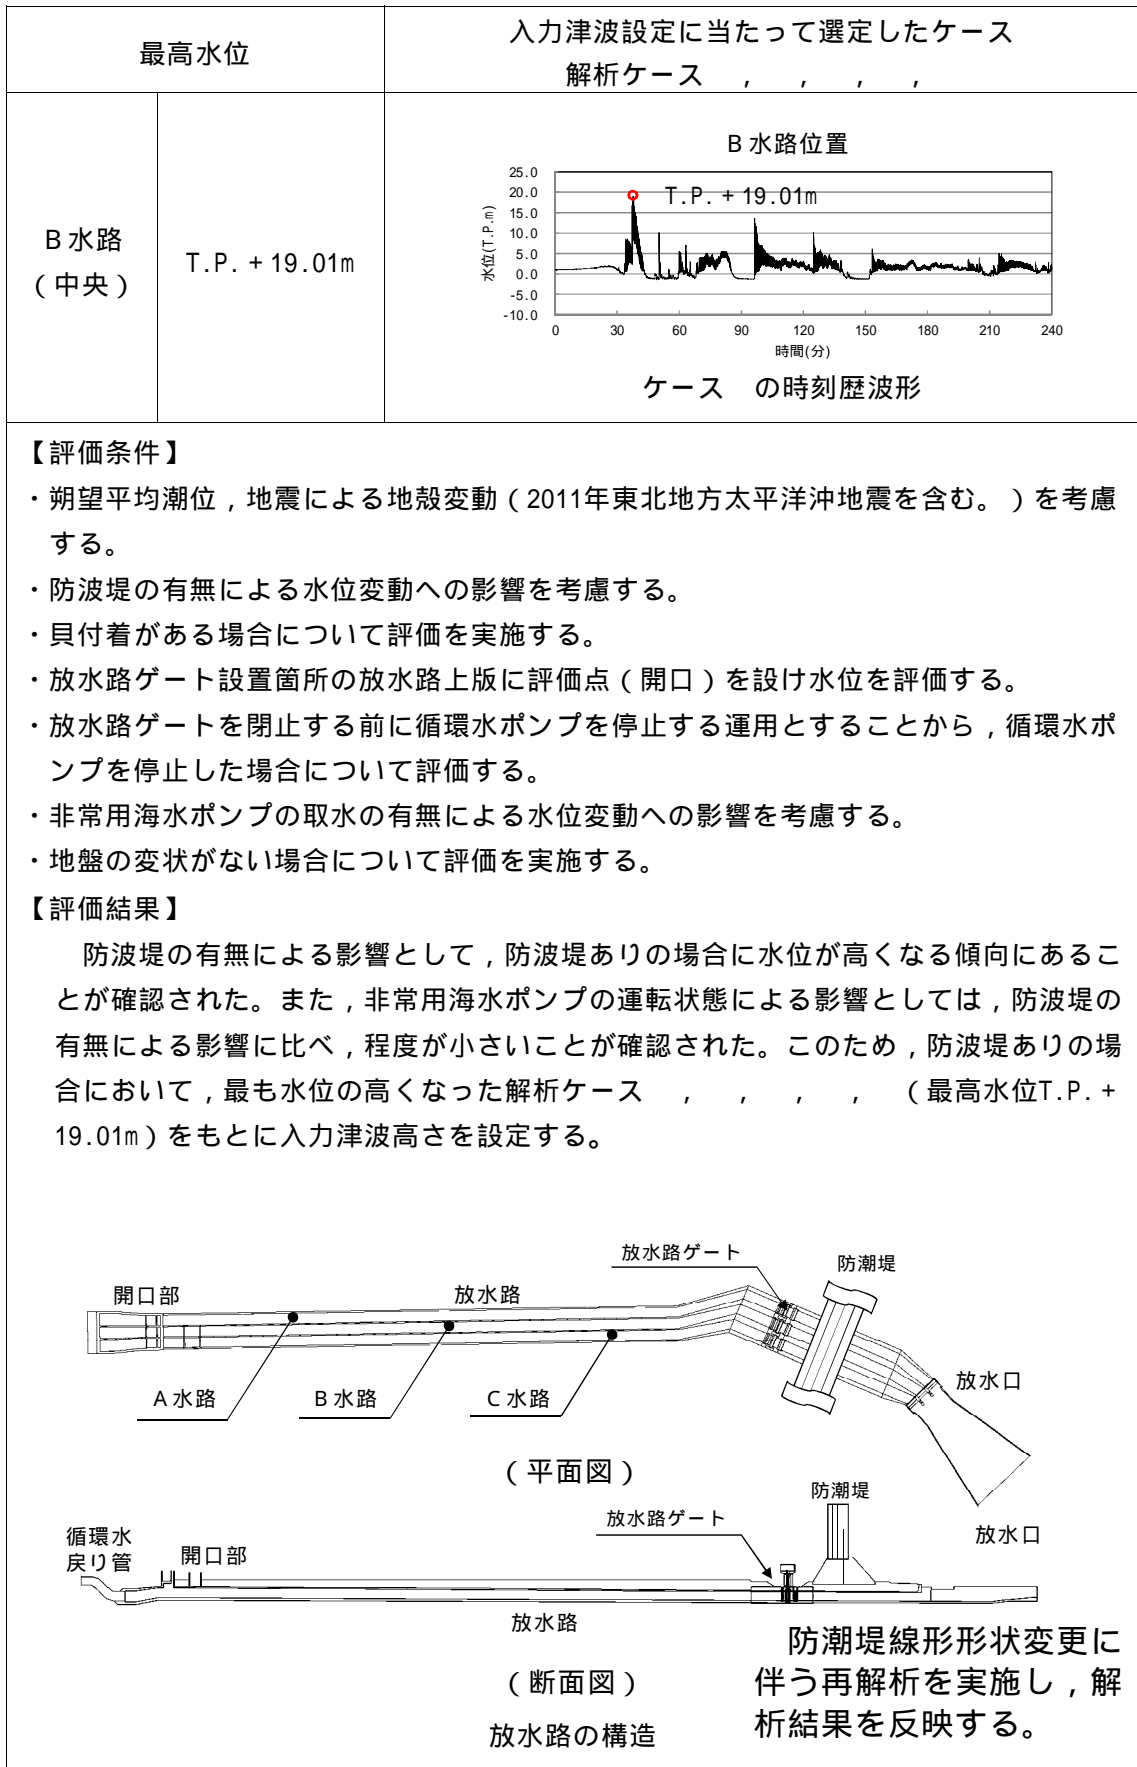 最高水位
入力津波設定に当たって選定したケース
解析ケース　，　，　，　，
B水路
（中央）
T.P.+19.01m
B水路位置
水位(T.P.m)
25.0
20.0
15.0
10.0
5.0
0.0
-5.0
-10.0
T.P.+19.01m
0 30 60 90 120 150 180 210 240
時間(分)
ケース　の時刻歴波形
【評価条件】
・朔望平均潮位，地震による地殻変動（2011年東北地方太平洋沖地震を含む。）を考慮
する。
・防波堤の有無による水位変動への影響を考慮する。
・貝付着がある場合について評価を実施する。
・放水路ゲート設置箇所の放水路上版に評価点（開口）を設け水位を評価する。
・放水路ゲートを閉止する前に循環水ポンプを停止する運用とすることから，循環水ポ
ンプを停止した場合について評価する。
・非常用海水ポンプの取水の有無による水位変動への影響を考慮する。
・地盤の変状がない場合について評価を実施する。
【評価結果】
防波堤の有無による影響として，防波堤ありの場合に水位が高くなる傾向にあるこ
とが確認された。また，非常用海水ポンプの運転状態による影響としては，防波堤の
有無による影響に比べ，程度が小さいことが確認された。このため，防波堤ありの場
合において，最も水位の高くなった解析ケース　，　，　，　，　（最高水位T.P.+
19.01m）をもとに入力津波高さを設定する。
放水路ゲート
防潮堤
開口部
放水路
A水路
B水路
C水路
放水口
（平面図）
防潮堤
放水路ゲート
放水口
循環水
戻り管
開口部
放水路
（断面図）
放水路の構造
防潮堤線形形状変更に
伴う再解析を実施し，解
析結果を反映する。